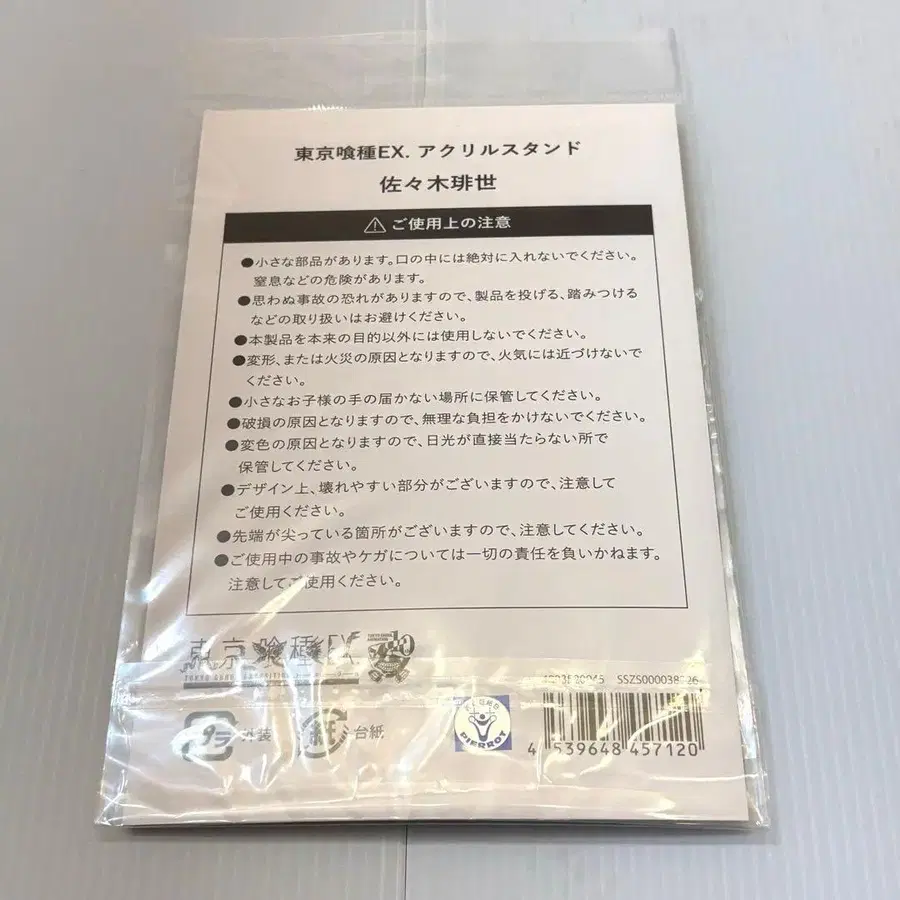 東京喰種EX. アクリルスタンド
佐々木琲世
ご使用上の注意
●小さな部品があります。口の中には絶対に入れないでください。
窒息などの危険があります。
●思わぬ事故の恐れがありますので、製品を投げる、踏みつける
などの取り扱いはお避けください。
●本製品を本来の目的以外には使用しないでください。
●変形、または火災の原因となりますので、火気には近づけないで
ください。
●小さなお子様の手の届かない場所に保管してください。
●破損の原因となりますので、無理な負担をかけないでください。
●変色の原因となりますので、日光が直接当たらない所で
保管してください。
●デザイン上、壊れやすい部分がございますので、注意して
ご使用ください。
●先端が尖っている箇所がございますので、注意してください。
●ご使用中の事故やケガについては一切の責任を負いかねます。
注意してご使用ください。
東京喰種EX.
プラ 外装
紙 台紙
PIERROT
4 539648 457120